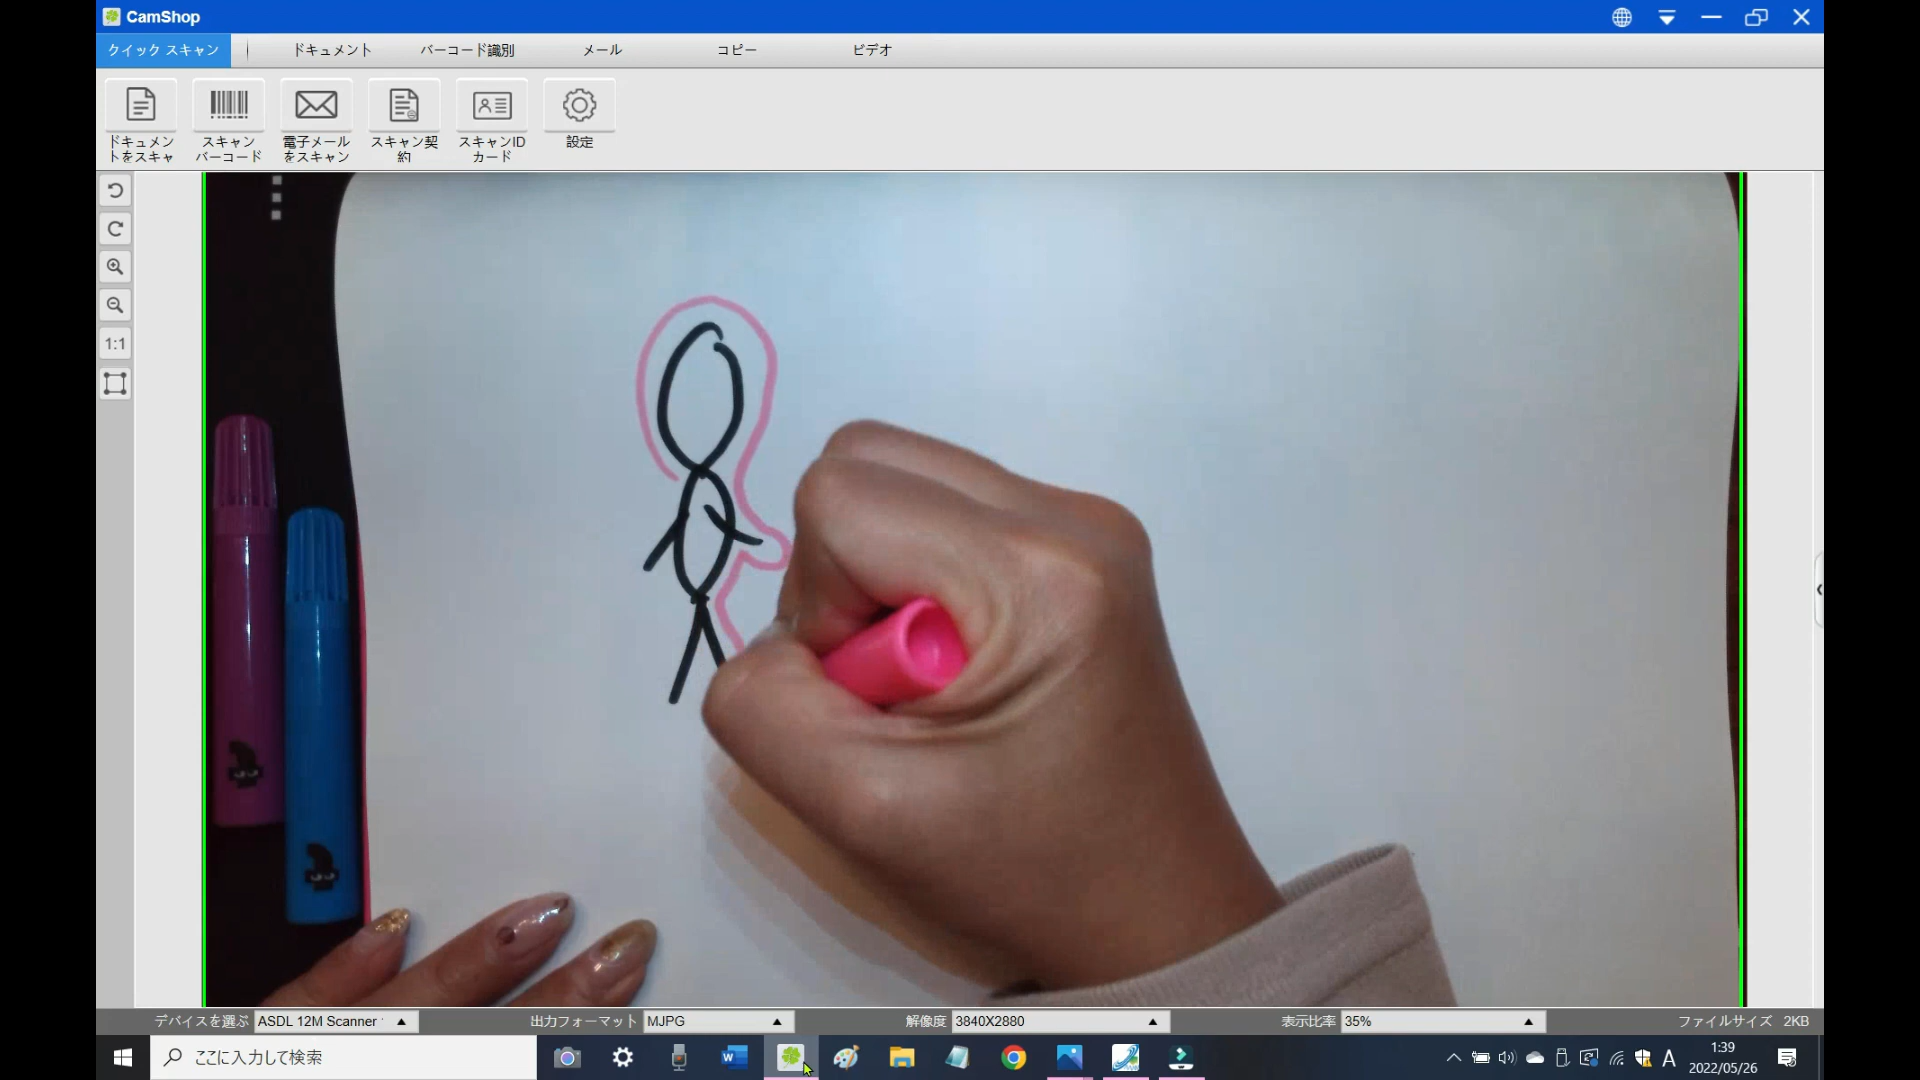 CamShop
クイック スキャン
ドキュメント
バーコード識別
メール
コピー
ビデオ
ドキュメン
トをスキャ
スキャン
バーコード
電子メール
をスキャン
スキャン契
約
スキャンID
カード
設定
1:1
デバイスを選ぶ ASDL 12M Scanner
出力フォーマット MJPG
解像度 3840X2880
表示比率 35%
ファイルサイズ 2KB
ここに入力して検索
A
1:39
2022/05/26